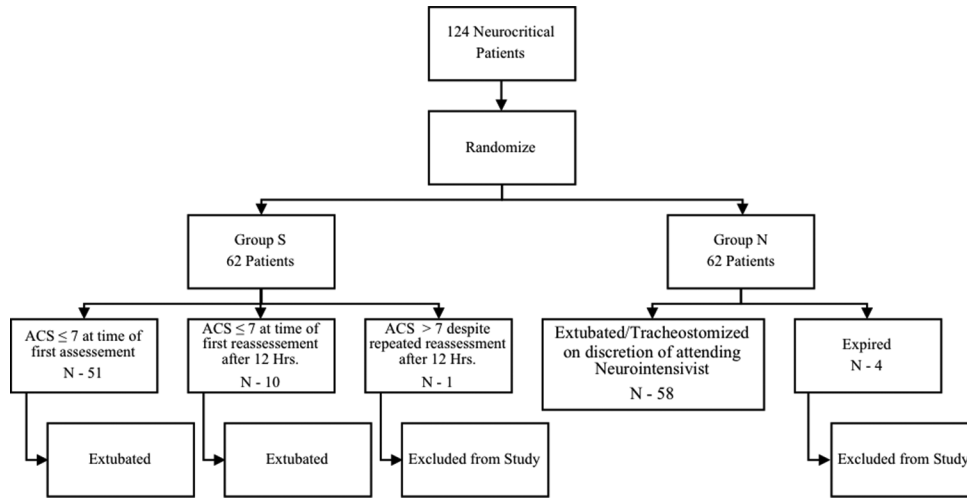 124 Neurocritical
Patients
Randomize
Group S
62 Patients
Group N
62 Patients
ACS ≤ 7 at time of
first assessement
N - 51
ACS ≤ 7 at time of
first reassessement
after 12 Hrs.
N - 10
ACS > 7 despite
repeated reassessment
after 12 Hrs.
N - 1
Extubated/Tracheostomized
on discretion of attending
Neurointensivist
N - 58
Expired
N - 4
Extubated
Extubated
Excluded from Study
Excluded from Study